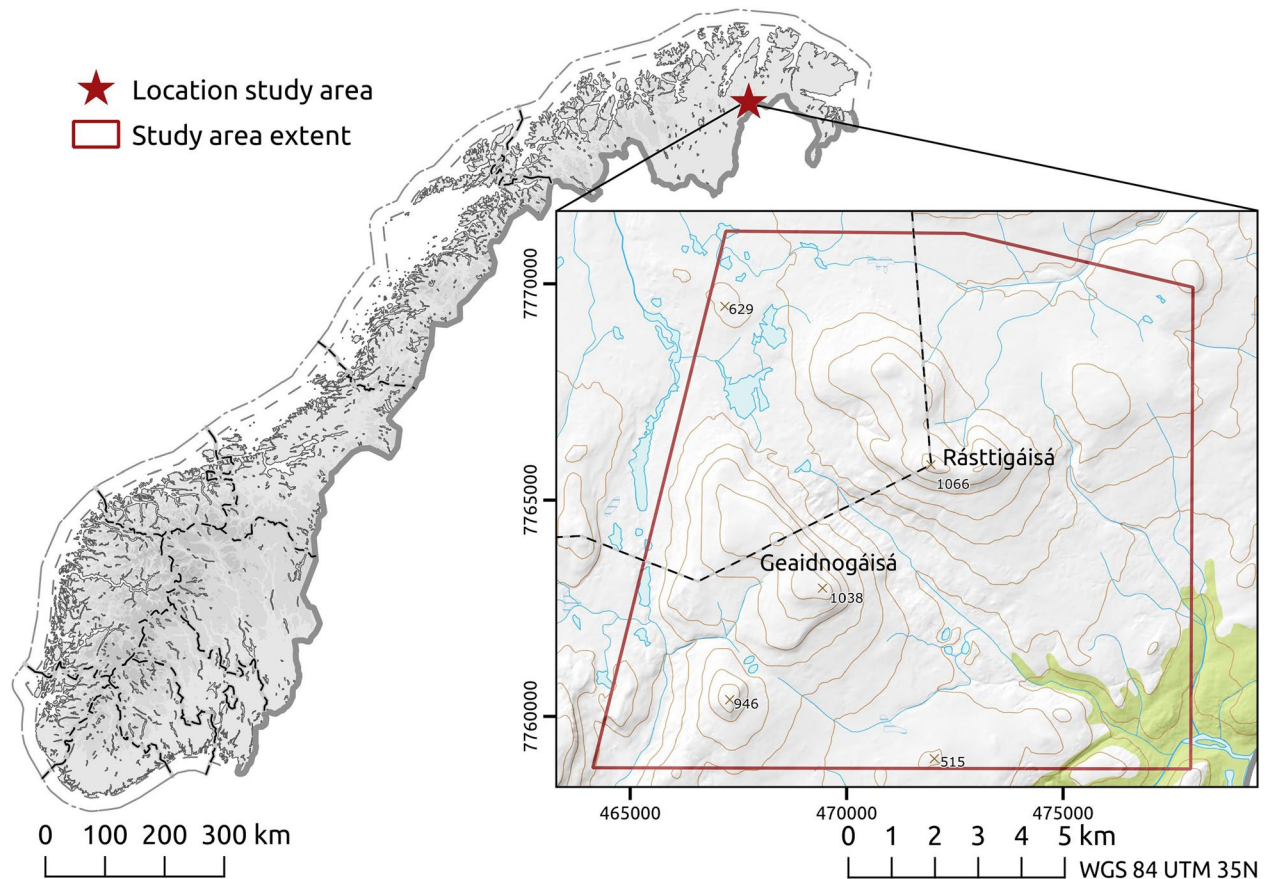 Location study area
Study area extent
7770000
7765000
7760000
629
Rásttigáisá
1066
Geaidnogáisá
1038
946
515
465000
470000
475000
0 100 200 300 km
0 1 2 3 4 5 km
WGS 84 UTM 35N